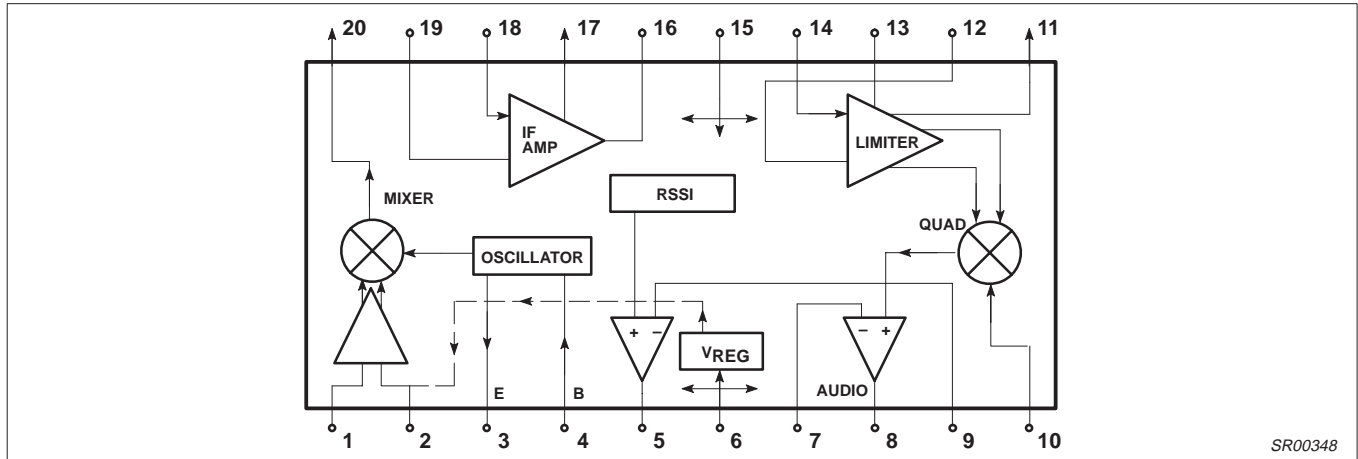 20 19 18 17 16 15 14 13 12 11
IF
AMP
LIMITER
RSSI
MIXER
QUAD
OSCILLATOR
+ −
VREG
− +
E B
AUDIO
1 2 3 4 5 6 7 8 9 10
SR00348